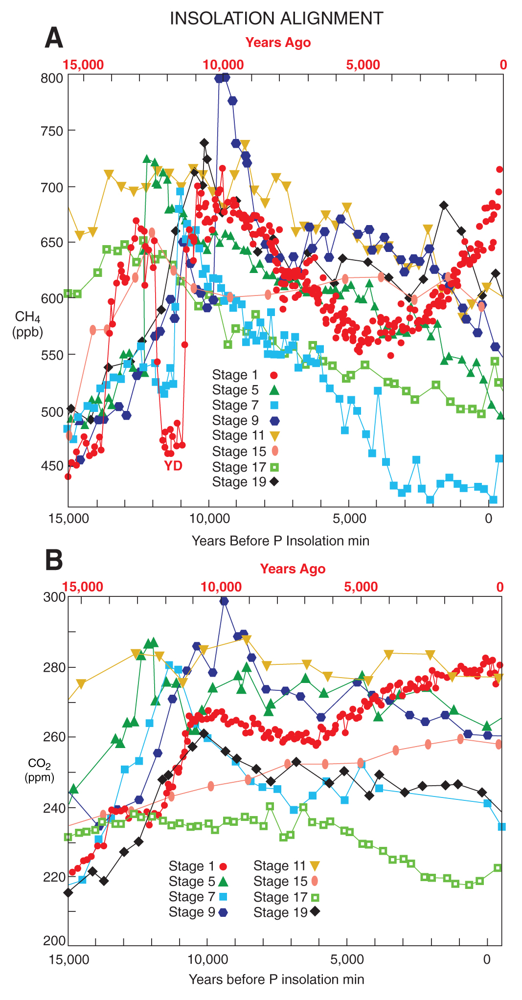 INSOLATION ALIGNMENT
A
Years Ago
15,000 10,000 5,000 0
800
750
700
650
600
CH4
(ppb)
550
500
450
YD
Stage 1
Stage 5
Stage 7
Stage 9
Stage 11
Stage 15
Stage 17
Stage 19
15,000 10,000 5,000 0
Years Before P Insolation min
B
Years Ago
15,000 10,000 5,000 0
300
280
260
CO2
(ppm)
240
220
200
Stage 1 Stage 11
Stage 5 Stage 15
Stage 7 Stage 17
Stage 9 Stage 19
15,000 10,000 5,000 0
Years before P insolation min